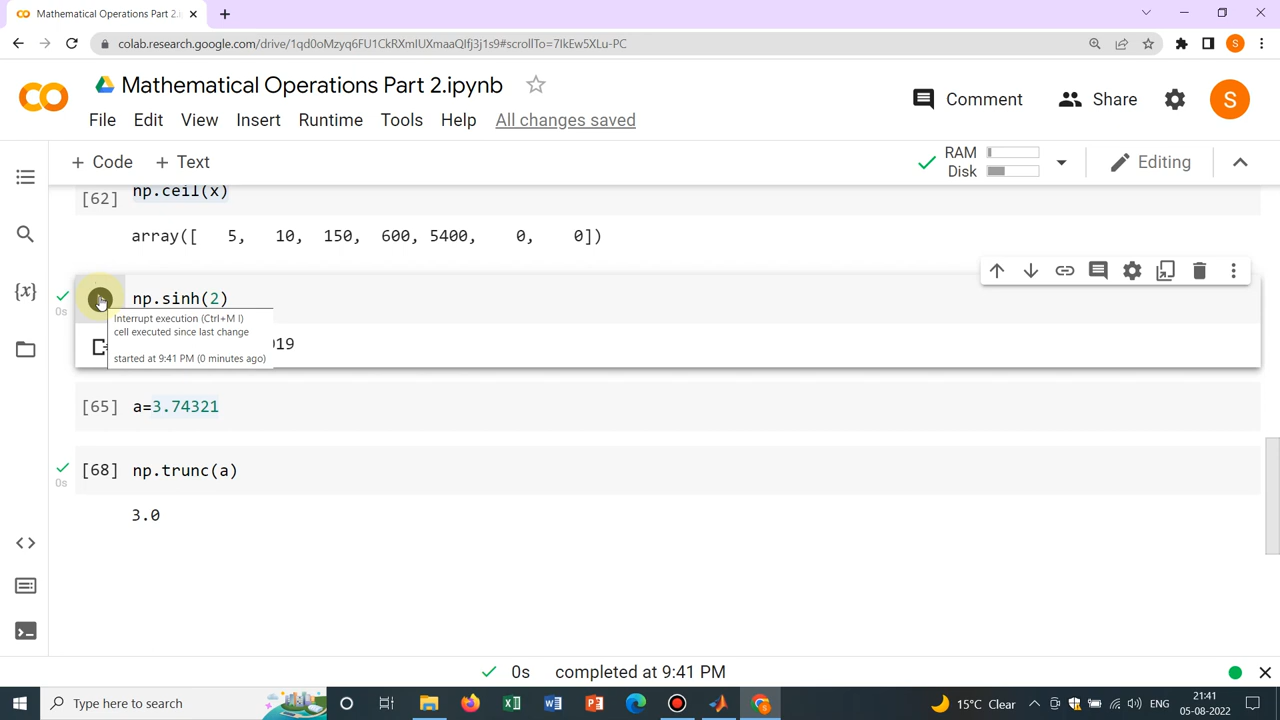 Mathematical Operations Part 2.i
colab.research.google.com/drive/1qd0oMzyq6FU1CkRXmIUXmaaQIfj3j1s9#scrollTo=7IkEw5XLu-PC
Mathematical Operations Part 2.ipynb
Comment
Share
S
File Edit View Insert Runtime Tools Help All changes saved
+ Code + Text
RAM
Disk
Editing
[62] np.ceil(x)
array([ 5, 10, 150, 600, 5400, 0, 0])
0s
np.sinh(2)
Interrupt execution (Ctrl+M I)
cell executed since last change
started at 9:41 PM (0 minutes ago)
019
[65] a=3.74321
[68] np.trunc(a)
0s
3.0
{x}
0s completed at 9:41 PM
Type here to search
15°C Clear
ENG
21:41
05-08-2022